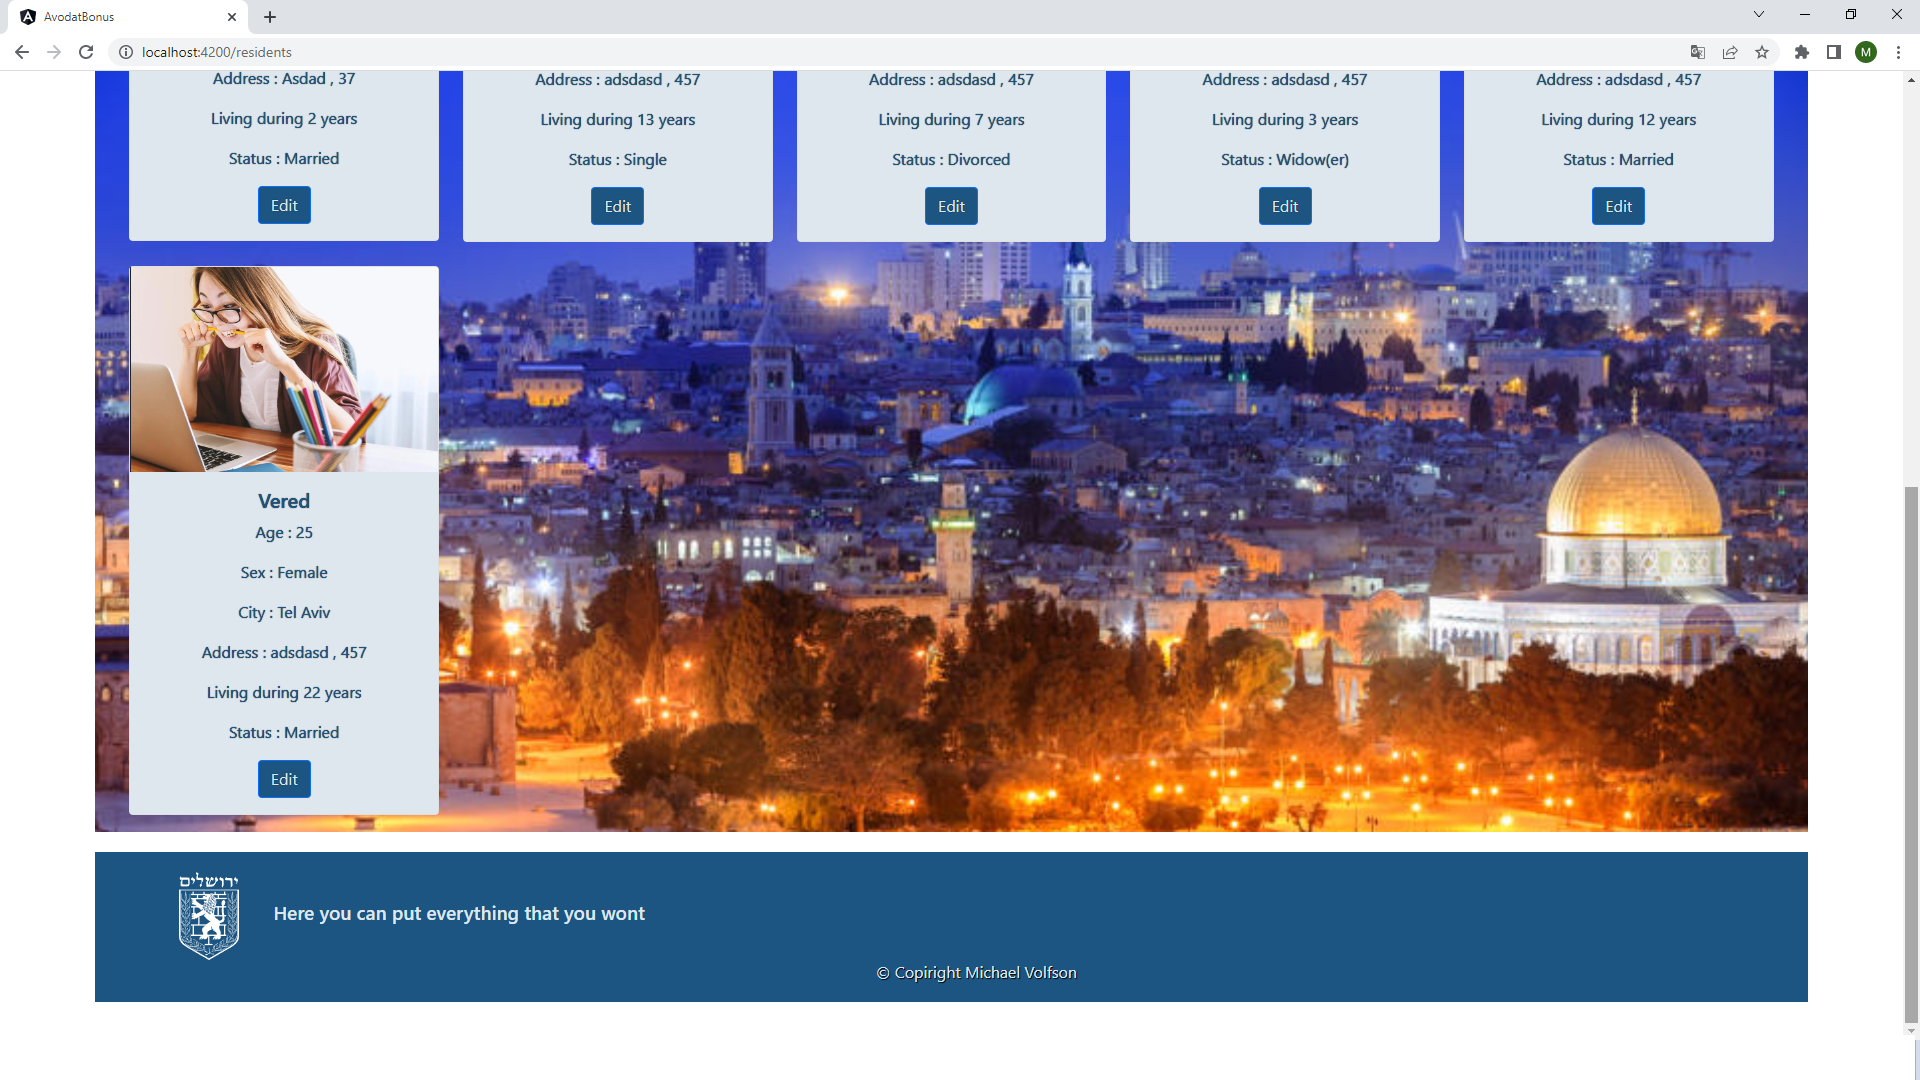 AvodatBonus
localhost:4200/residents
M
Address : Asdad , 37
Living during 2 years
Status : Married
Edit
Address : adsdasd , 457
Living during 13 years
Status : Single
Edit
Address : adsdasd , 457
Living during 7 years
Status : Divorced
Edit
Address : adsdasd , 457
Living during 3 years
Status : Widow(er)
Edit
Address : adsdasd , 457
Living during 12 years
Status : Married
Edit
Vered
Age : 25
Sex : Female
City : Tel Aviv
Address : adsdasd , 457
Living during 22 years
Status : Married
Edit
ירושלים
Here you can put everything that you wont
© Copiright Michael Volfson